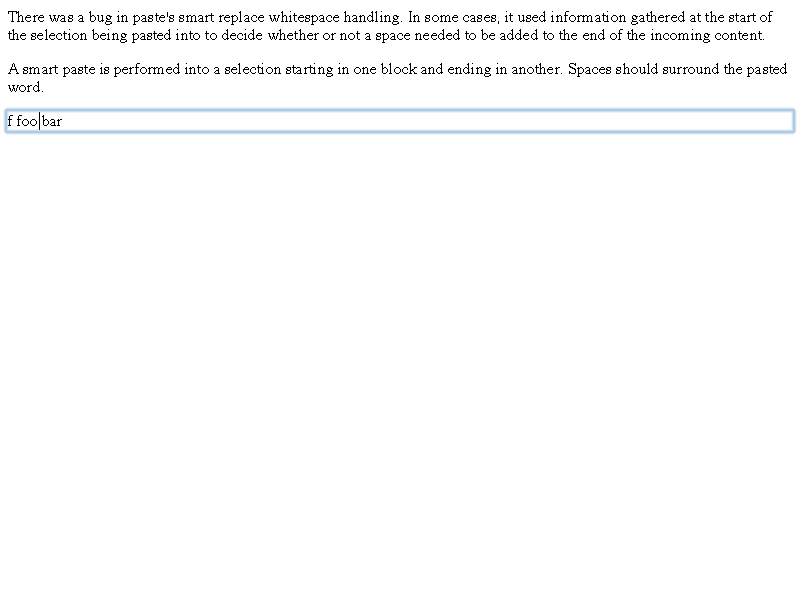 There was a bug in paste's smart replace whitespace handling. In some cases, it used information gathered at the start of
the selection being pasted into to decide whether or not a space needed to be added to the end of the incoming content.
A smart paste is performed into a selection starting in one block and ending in another. Spaces should surround the pasted
word.
f foo bar